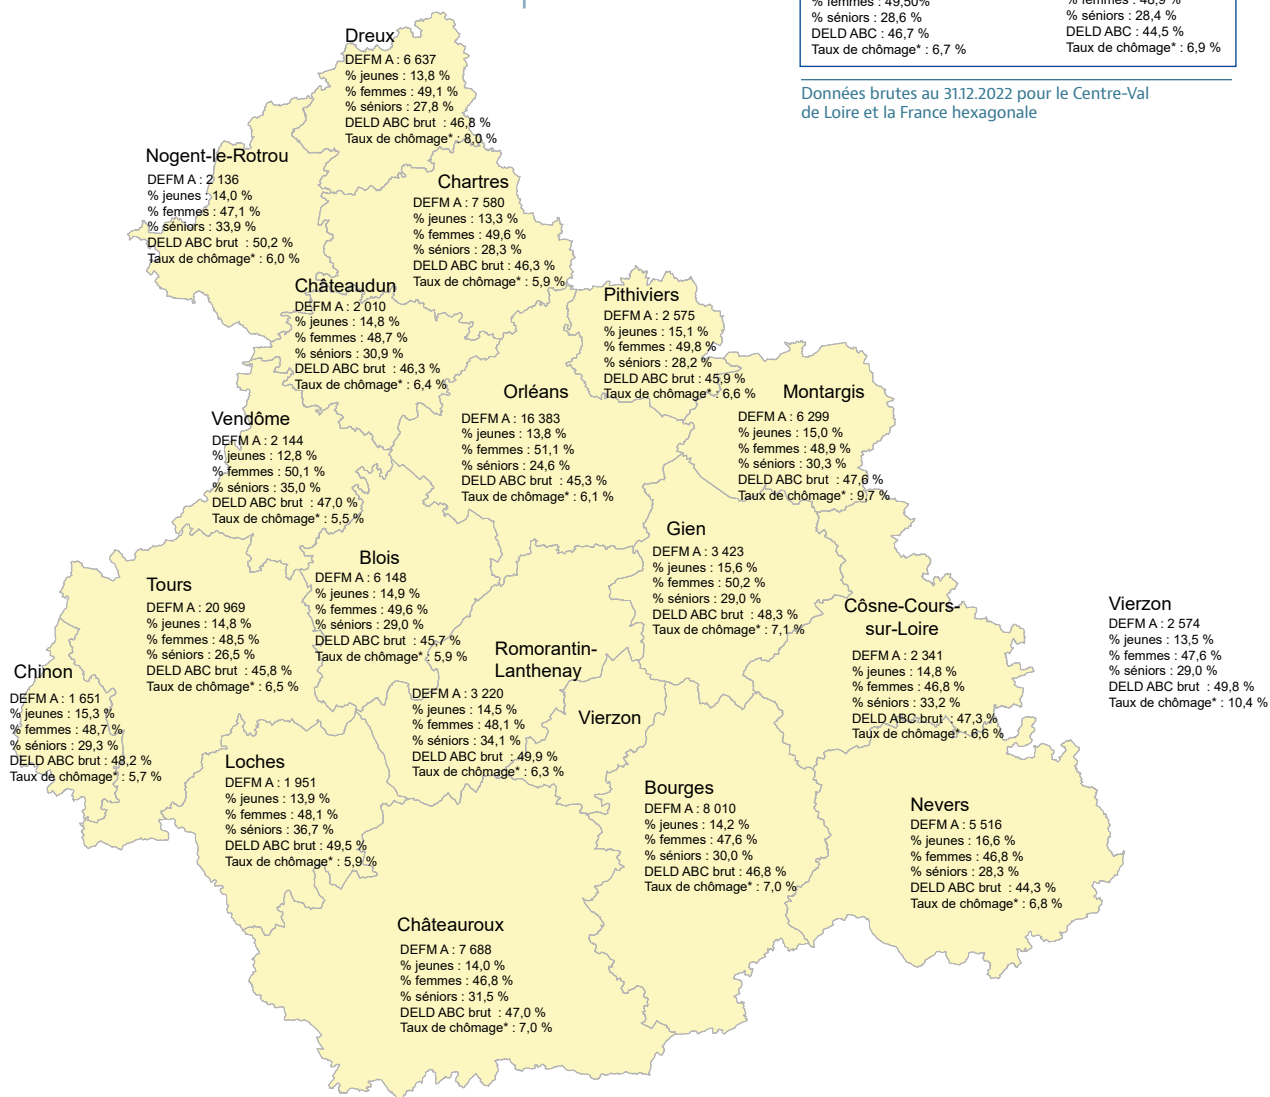 % femmes : 49,50%
% séniors : 28,6 %
DELD ABC : 46,7 %
Taux de chômage* : 6,7 %
% femmes : 48,9 %
% séniors : 28,4 %
DELD ABC : 44,5 %
Taux de chômage* : 6,9 %
Données brutes au 31.12.2022 pour le Centre-Val
de Loire et la France hexagonale
Dreux
DEFM A : 6 637
% jeunes : 13,8 %
% femmes : 49,1 %
% séniors : 27,8 %
DELD ABC brut : 46,8 %
Taux de chômage* : 8,0 %
Nogent-le-Rotrou
DEFM A : 2 136
% jeunes : 14,0 %
% femmes : 47,1 %
% séniors : 33,9 %
DELD ABC brut : 50,2 %
Taux de chômage* : 6,0 %
Chartres
DEFM A : 7 580
% jeunes : 13,3 %
% femmes : 49,6 %
% séniors : 28,3 %
DELD ABC brut : 46,3 %
Taux de chômage* : 5,9 %
Châteaudun
DEFM A : 2 010
% jeunes : 14,8 %
% femmes : 48,7 %
% séniors : 30,9 %
DELD ABC brut : 46,3 %
Taux de chômage* : 6,4 %
Pithiviers
DEFM A : 2 575
% jeunes : 15,1 %
% femmes : 49,8 %
% séniors : 28,2 %
DELD ABC brut : 45,9 %
Taux de chômage* : 6,6 %
Orléans
DEFM A : 16 383
% jeunes : 13,8 %
% femmes : 51,1 %
% séniors : 24,6 %
DELD ABC brut : 45,3 %
Taux de chômage* : 6,1 %
Montargis
DEFM A : 6 299
% jeunes : 15,0 %
% femmes : 48,9 %
% séniors : 30,3 %
DELD ABC brut : 47,6 %
Taux de chômage* : 9,7 %
Vendôme
DEFM A : 2 144
% jeunes : 12,8 %
% femmes : 50,1 %
% séniors : 35,0 %
DELD ABC brut : 47,0 %
Taux de chômage* : 5,5 %
Gien
DEFM A : 3 423
% jeunes : 15,6 %
% femmes : 50,2 %
% séniors : 29,0 %
DELD ABC brut : 48,3 %
Taux de chômage* : 7,1 %
Blois
DEFM A : 6 148
% jeunes : 14,9 %
% femmes : 49,6 %
% séniors : 29,0 %
DELD ABC brut : 45,7 %
Taux de chômage* : 5,9 %
Tours
DEFM A : 20 969
% jeunes : 14,8 %
% femmes : 48,5 %
% séniors : 26,5 %
DELD ABC brut : 45,8 %
Taux de chômage* : 6,5 %
Côsne-Cours-
sur-Loire
DEFM A : 2 341
% jeunes : 14,8 %
% femmes : 46,8 %
% séniors : 33,2 %
DELD ABC brut : 47,3 %
Taux de chômage* : 6,6 %
Vierzon
DEFM A : 2 574
% jeunes : 13,5 %
% femmes : 47,6 %
% séniors : 29,0 %
DELD ABC brut : 49,8 %
Taux de chômage* : 10,4 %
Chinon
DEFM A : 1 651
% jeunes : 15,3 %
% femmes : 48,7 %
% séniors : 29,3 %
DELD ABC brut : 48,2 %
Taux de chômage* : 5,7 %
Romorantin-
Lanthenay
DEFM A : 3 220
% jeunes : 14,5 %
% femmes : 48,1 %
% séniors : 34,1 %
DELD ABC brut : 49,9 %
Taux de chômage* : 6,3 %
Vierzon
Loches
DEFM A : 1 951
% jeunes : 13,9 %
% femmes : 48,1 %
% séniors : 36,7 %
DELD ABC brut : 49,5 %
Taux de chômage* : 5,9 %
Bourges
DEFM A : 8 010
% jeunes : 14,2 %
% femmes : 47,6 %
% séniors : 30,0 %
DELD ABC brut : 46,8 %
Taux de chômage* : 7,0 %
Nevers
DEFM A : 5 516
% jeunes : 16,6 %
% femmes : 46,8 %
% séniors : 28,3 %
DELD ABC brut : 44,3 %
Taux de chômage* : 6,8 %
Châteauroux
DEFM A : 7 688
% jeunes : 14,0 %
% femmes : 46,8 %
% séniors : 31,5 %
DELD ABC brut : 47,0 %
Taux de chômage* : 7,0 %